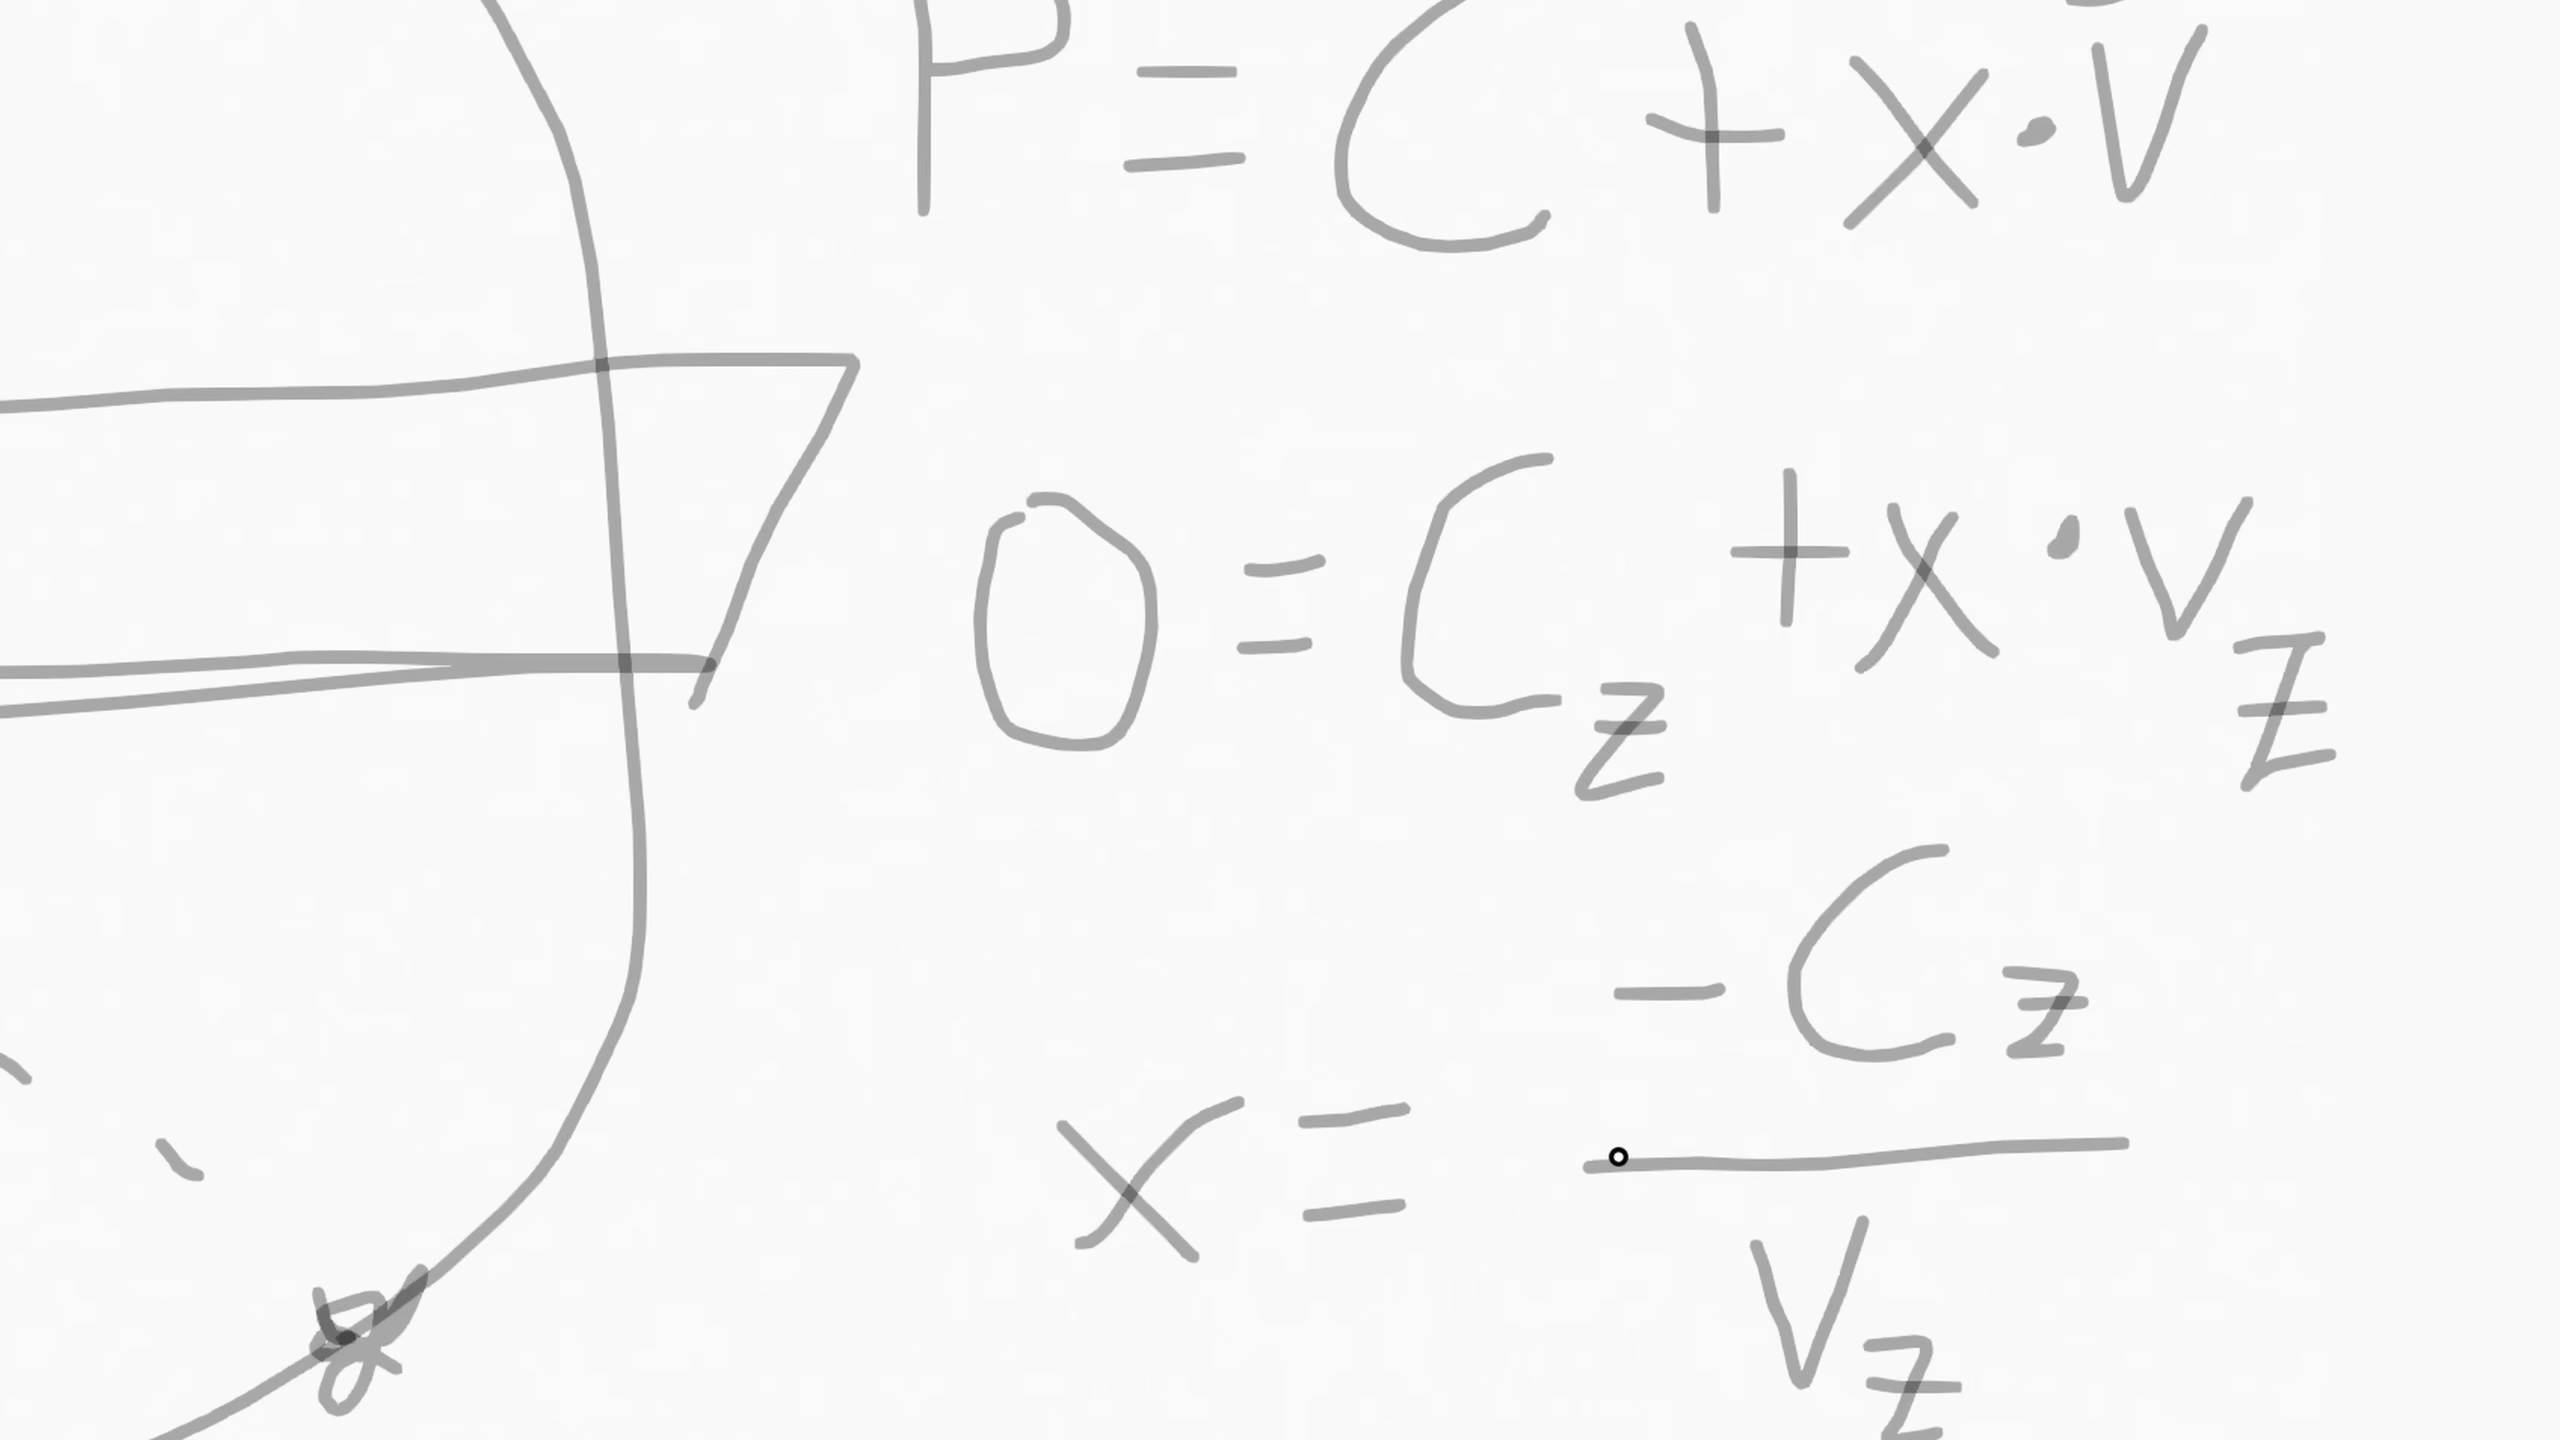 P = C + x · V
0 = C_z + x · V_z
x = -C_z / V_z